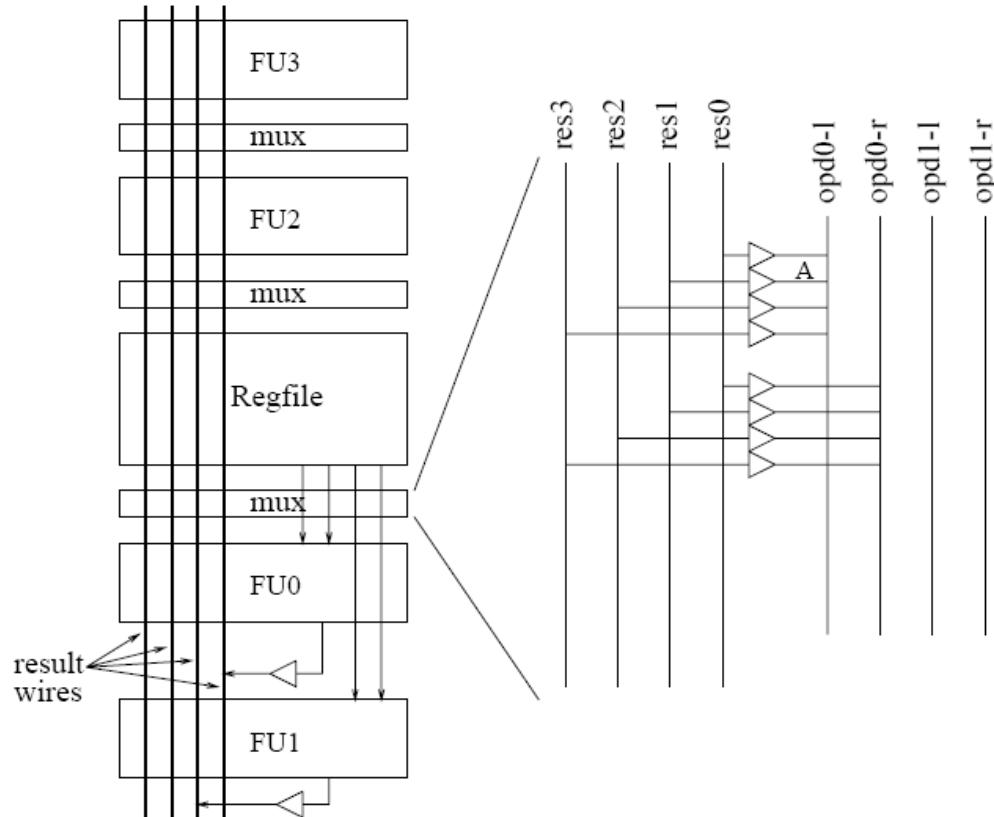 FU3
mux
FU2
mux
Regfile
mux
FU0
result
wires
FU1
res3
res2
res1
res0
opd0-l
opd0-r
opd1-l
opd1-r
A